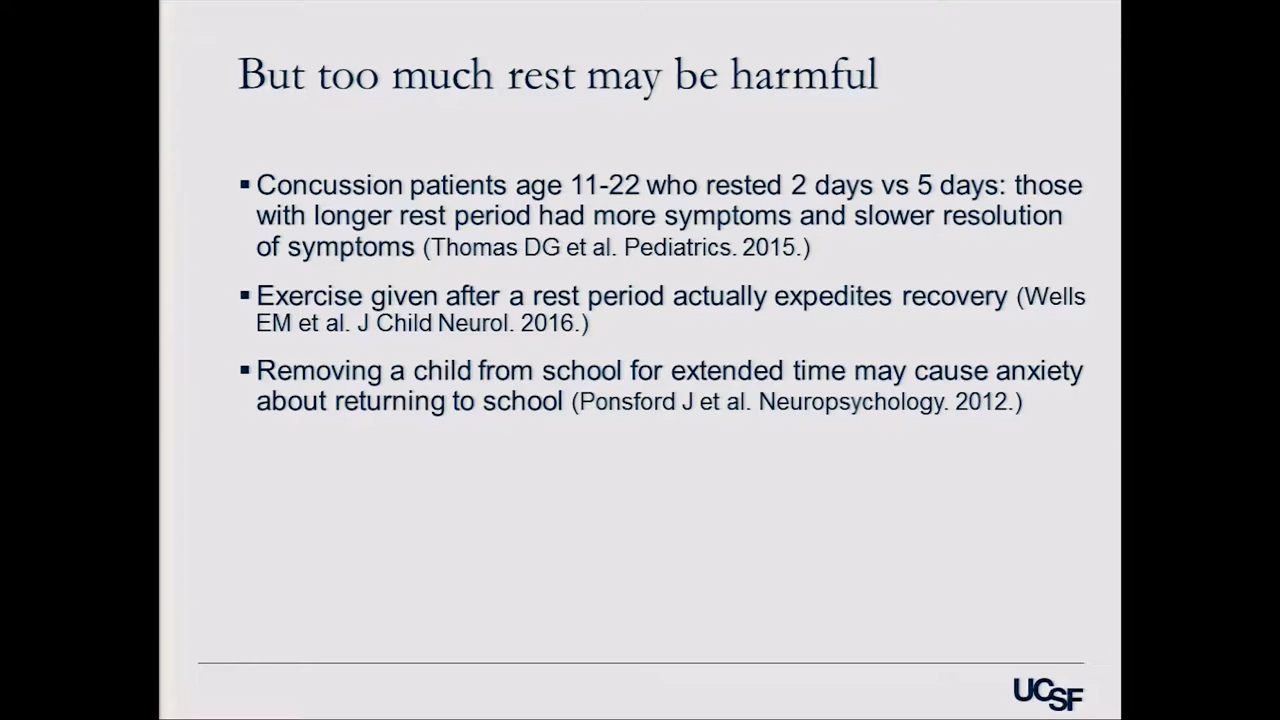 But too much rest may be harmful
▪ Concussion patients age 11-22 who rested 2 days vs 5 days: those
with longer rest period had more symptoms and slower resolution
of symptoms (Thomas DG et al. Pediatrics. 2015.)
▪ Exercise given after a rest period actually expedites recovery (Wells
EM et al. J Child Neurol. 2016.)
▪ Removing a child from school for extended time may cause anxiety
about returning to school (Ponsford J et al. Neuropsychology. 2012.)
UCSF